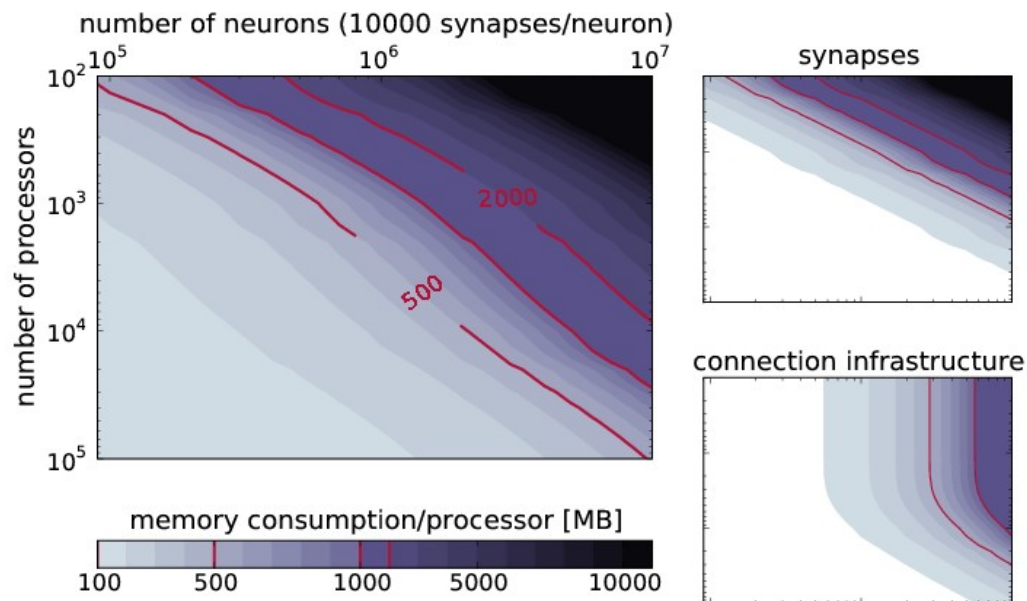 number of neurons (10000 synapses/neuron)
10^5 10^6 10^7
number of processors
10^2
10^3
10^4
10^5
2000
500
synapses
connection infrastructure
memory consumption/processor [MB]
100 500 1000 5000 10000